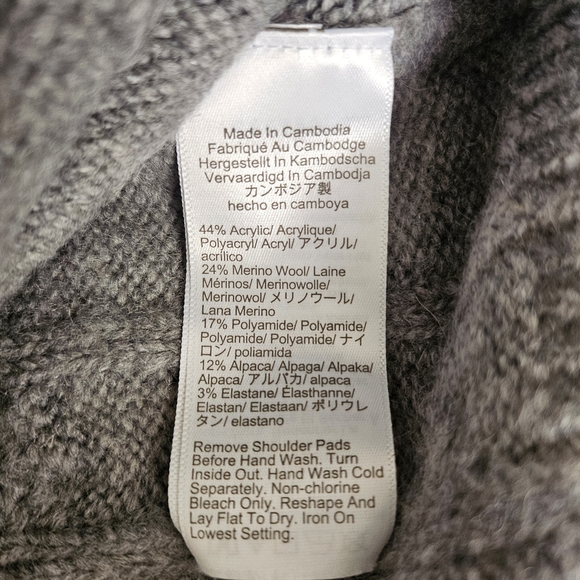 Made In Cambodia
Fabriqué Au Cambodge
Hergestellt In Kambodscha
Vervaardigd In Cambodja
カンボジア製
hecho en camboya
44% Acrylic/ Acrylique/
Polyacryl/ Acryl/ アクリル/
acrílico
24% Merino Wool/ Laine
Mérinos/ Merinowolle/
Merinowol/ メリノウール/
Lana Merino
17% Polyamide/ Polyamide/
Polyamide/ Polyamide/ ナイ
ロン/ poliamida
12% Alpaca/ Alpaga/ Alpaka/
Alpaca/ アルパカ/ alpaca
3% Elastane/ Élasthanne/
Elastan/ Elastaan/ ポリウレ
タン/ elastano
Remove Shoulder Pads
Before Hand Wash. Turn
Inside Out. Hand Wash Cold
Separately. Non-chlorine
Bleach Only. Reshape And
Lay Flat To Dry. Iron On
Lowest Setting.